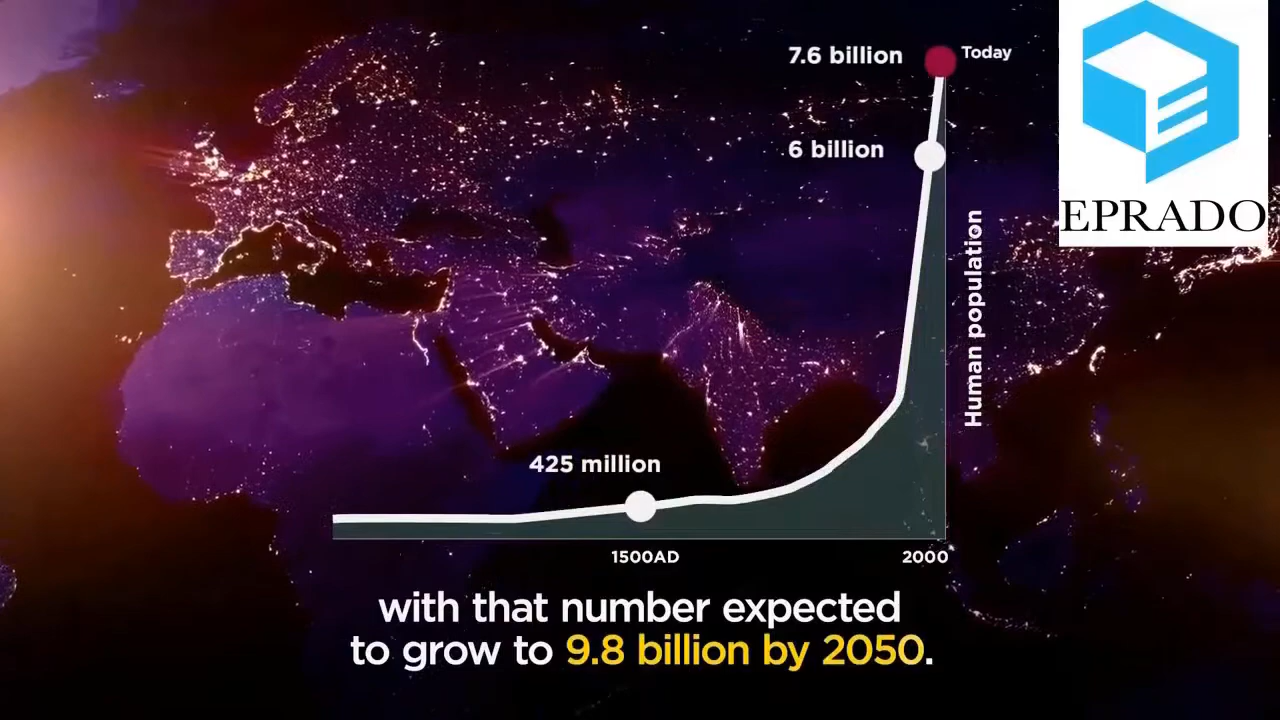 7.6 billion
Today
6 billion
EPRADO
Human population
425 million
1500AD
2000
with that number expected
to grow to 9.8 billion by 2050.